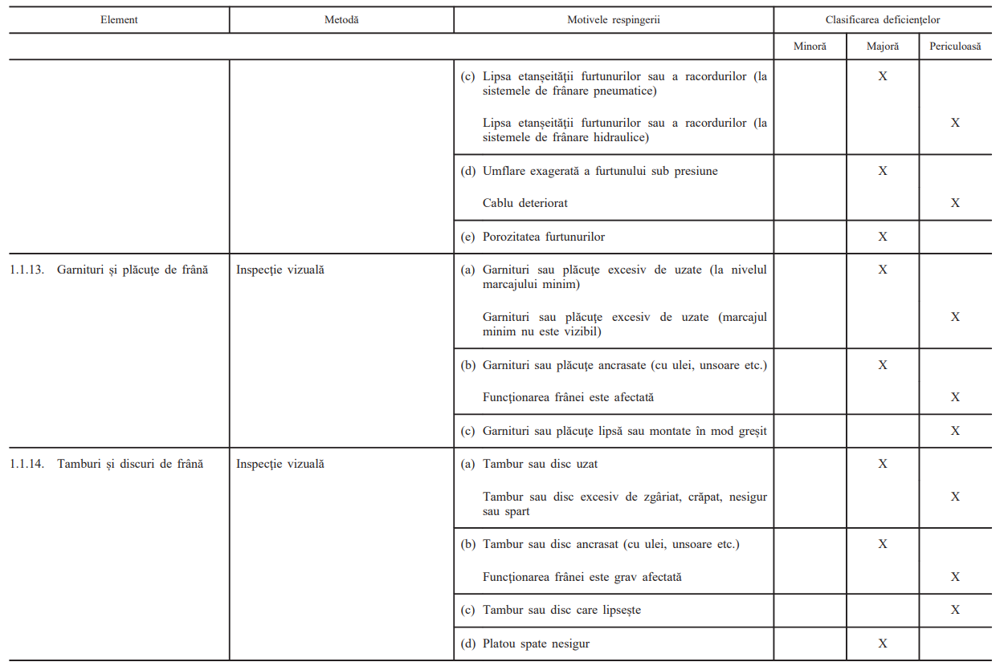 Element Metodă Motivele respingerii Clasificarea deficiențelor
Minoră Majoră Periculoasă
(c) Lipsa etanșeității furtunurilor sau a racordurilor (la X
sistemele de frânare pneumatice)
Lipsa etanșeității furtunurilor sau a racordurilor (la X
sistemele de frânare hidraulice)
(d) Umflare exagerată a furtunului sub presiune X
Cablu deteriorat X
(e) Porozitatea furtunurilor X
1.1.13. Garnituri și plăcuțe de frână Inspecție vizuală (a) Garnituri sau plăcuțe excesiv de uzate (la nivelul X
marcajului minim)
Garnituri sau plăcuțe excesiv de uzate (marcajul X
minim nu este vizibil)
(b) Garnituri sau plăcuțe ancrasate (cu ulei, unsoare etc.) X
Funcționarea frânei este afectată X
(c) Garnituri sau plăcuțe lipsă sau montate în mod greșit X
1.1.14. Tamburi și discuri de frână Inspecție vizuală (a) Tambur sau disc uzat X
Tambur sau disc excesiv de zgâriat, crăpat, nesigur X
sau spart
(b) Tambur sau disc ancrasat (cu ulei, unsoare etc.) X
Funcționarea frânei este grav afectată X
(c) Tambur sau disc care lipsește X
(d) Platou spate nesigur X